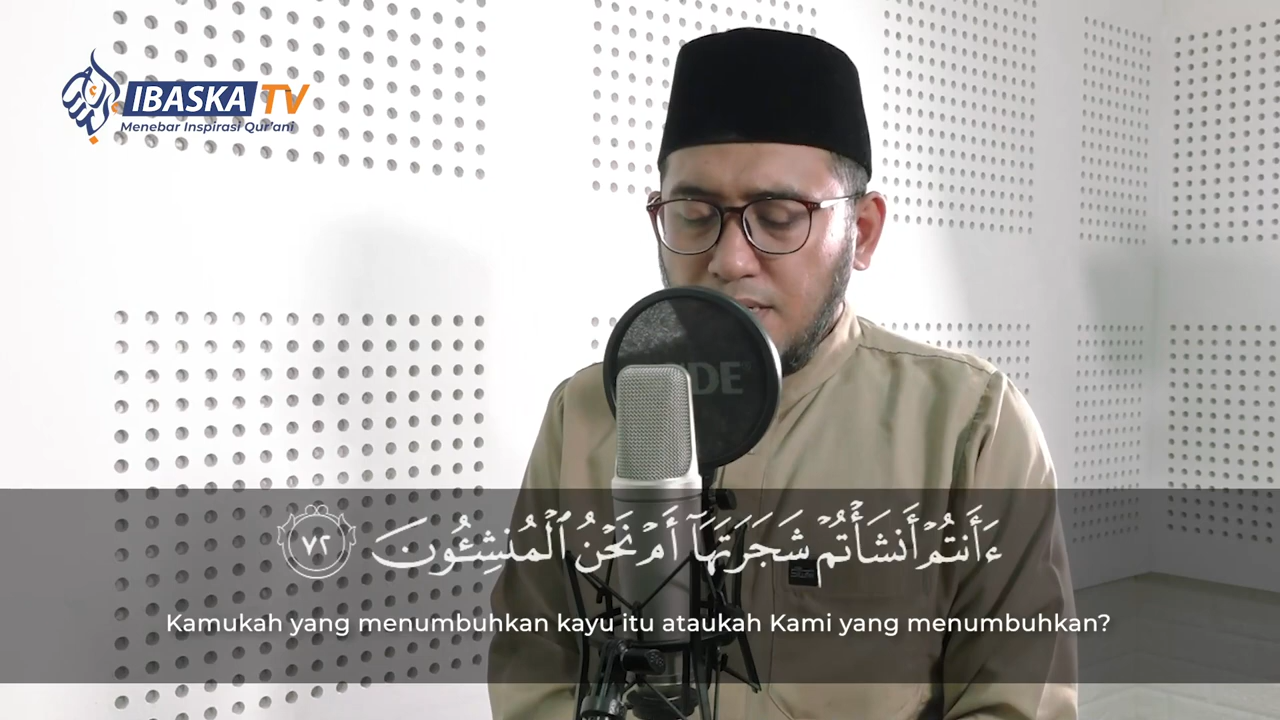 IBASKA TV
Menebar Inspirasi Qur'ani
DE
ءَأَنتُمْ أَنشَأْتُمْ شَجَرَتَهَآ أَمْ نَحْنُ ٱلْمُنشِـُٔونَ ٧٢
Kamukah yang menumbuhkan kayu itu ataukah Kami yang menumbuhkan?